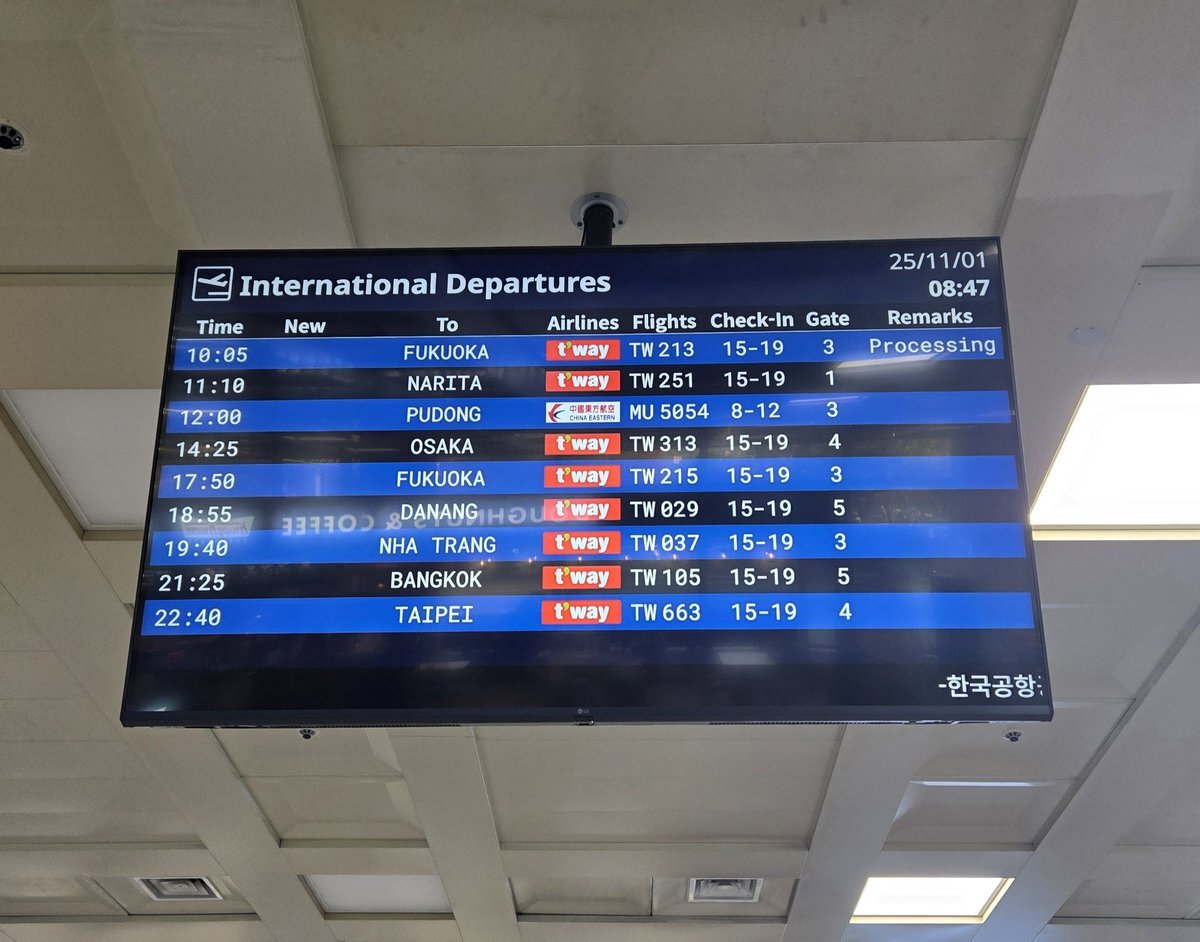 International Departures 25/11/01
08:47
Time New To Airlines Flights Check-In Gate Remarks
10:05 FUKUOKA t'way TW 213 15-19 3 Processing
11:10 NARITA t'way TW 251 15-19 1
12:00 PUDONG 中國東方航空 CHINA EASTERN MU 5054 8-12 3
14:25 OSAKA t'way TW 313 15-19 4
17:50 FUKUOKA t'way TW 215 15-19 3
18:55 DANANG t'way TW 029 15-19 5
19:40 NHA TRANG t'way TW 037 15-19 3
21:25 BANGKOK t'way TW 105 15-19 5
22:40 TAIPEI t'way TW 663 15-19 4
-한국공항
LG